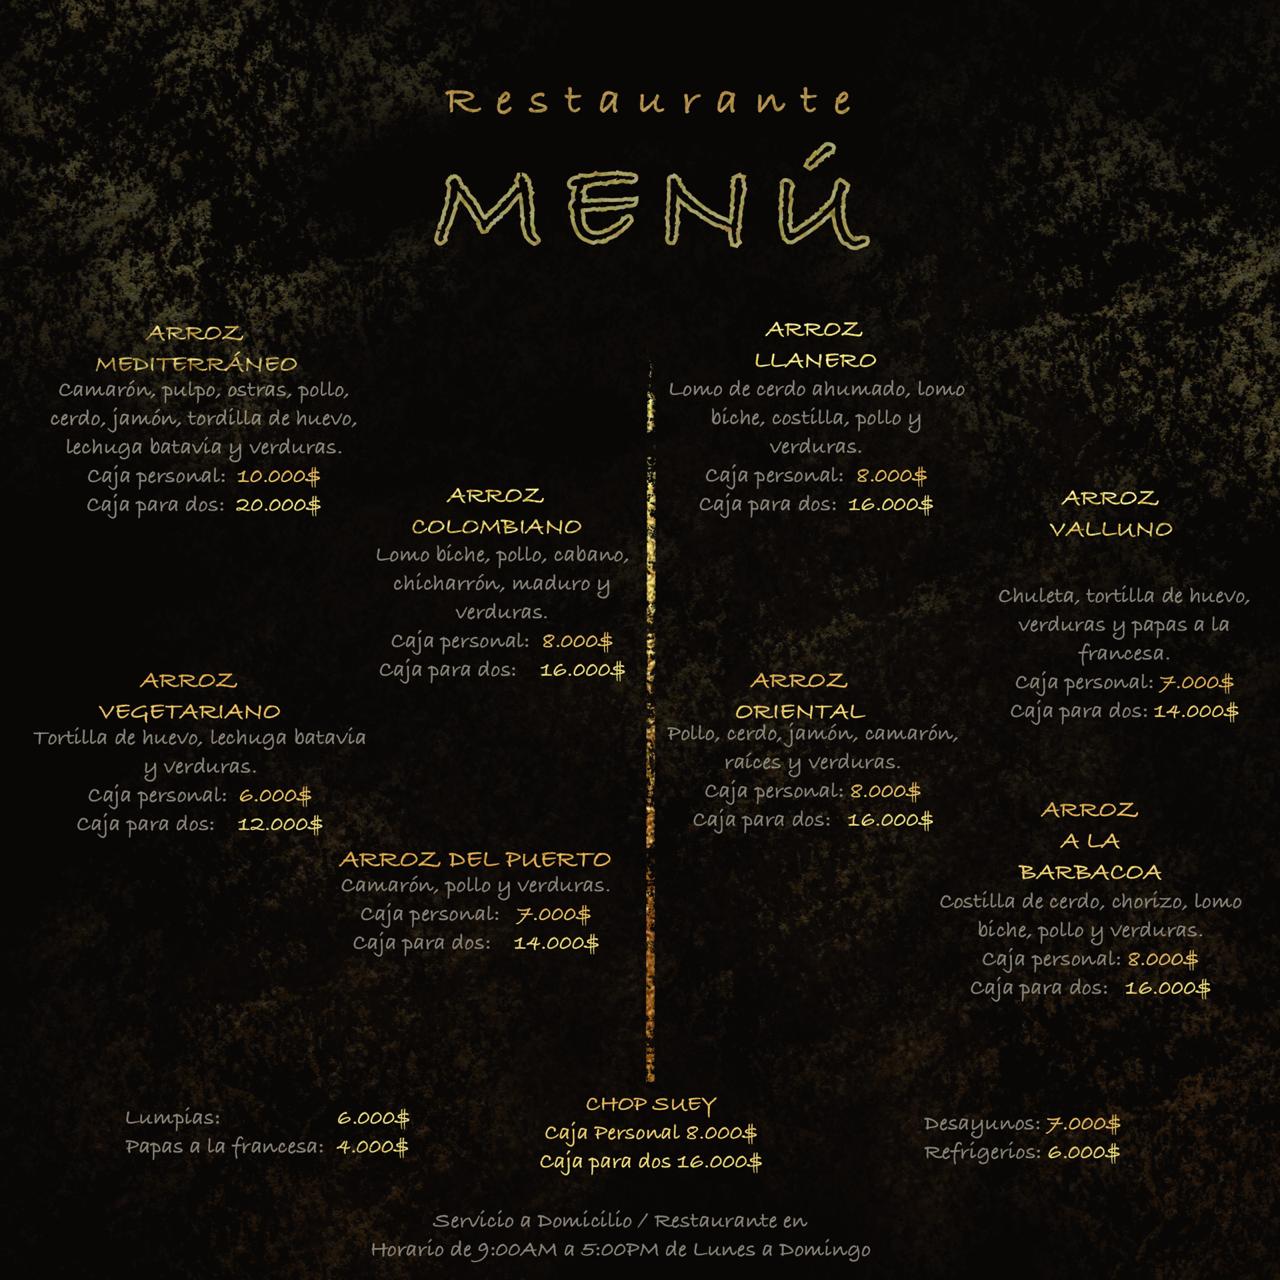 Restaurante
MENÚ
ARROZ
MEDITERRÁNEO
Camarón, pulpo, ostras, pollo,
cerdo, jamón, tordilla de huevo,
lechuga batavia y verduras.
Caja personal: 10.000$
Caja para dos: 20.000$
ARROZ
COLOMBIANO
Lomo biche, pollo, cabano,
chicharrón, maduro y
verduras.
Caja personal: 8.000$
Caja para dos: 16.000$
ARROZ
VEGETARIANO
Tortilla de huevo, lechuga batavia
y verduras.
Caja personal: 6.000$
Caja para dos: 12.000$
ARROZ DEL PUERTO
Camarón, pollo y verduras.
Caja personal: 7.000$
Caja para dos: 14.000$
ARROZ
LLANERO
Lomo de cerdo ahumado, lomo
biche, costilla, pollo y
verduras.
Caja personal: 8.000$
Caja para dos: 16.000$
ARROZ
VALLUNO
Chuleta, tortilla de huevo,
verduras y papas a la
francesa.
Caja personal: 7.000$
Caja para dos: 14.000$
ARROZ
ORIENTAL
Pollo, cerdo, jamón, camarón,
raíces y verduras.
Caja personal: 8.000$
Caja para dos: 16.000$
ARROZ
A LA
BARBACOA
Costilla de cerdo, chorizo, lomo
biche, pollo y verduras.
Caja personal: 8.000$
Caja para dos: 16.000$
Lumpias: 6.000$
Papas a la francesa: 4.000$
CHOP SUEY
Caja Personal 8.000$
Caja para dos 16.000$
Desayunos: 7.000$
Refrigerios: 6.000$
Servicio a Domicilio / Restaurante en
Horario de 9:00AM a 5:00PM de Lunes a Domingo